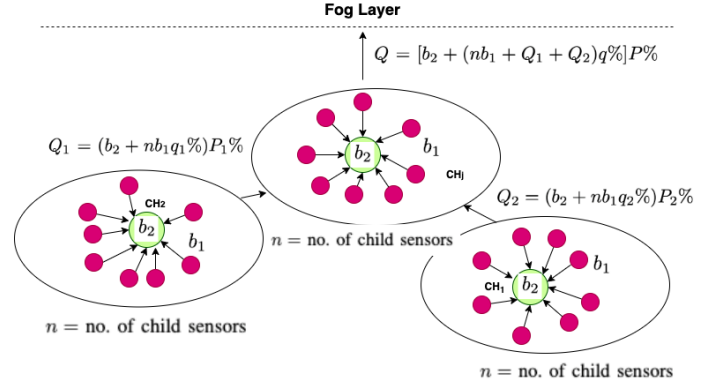 Fog Layer
Q = [b₂ + (nb₁ + Q₁ + Q₂)q%]P%
Q₁ = (b₂ + nb₁q₁%)P₁%
b₂
b₁
CHⱼ
Q₂ = (b₂ + nb₁q₂%)P₂%
CH₂
b₂
b₁
n = no. of child sensors
b₁
CH₁
b₂
n = no. of child sensors
n = no. of child sensors